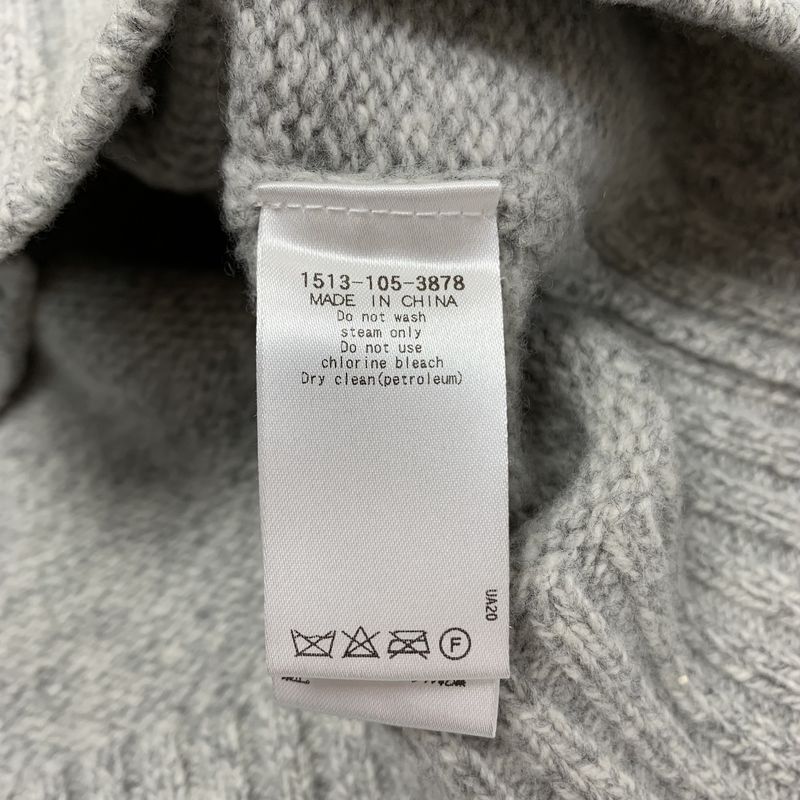 1513-105-3878
MADE IN CHINA
Do not wash
steam only
Do not use
chlorine bleach
Dry clean(petroleum)
UA20
F